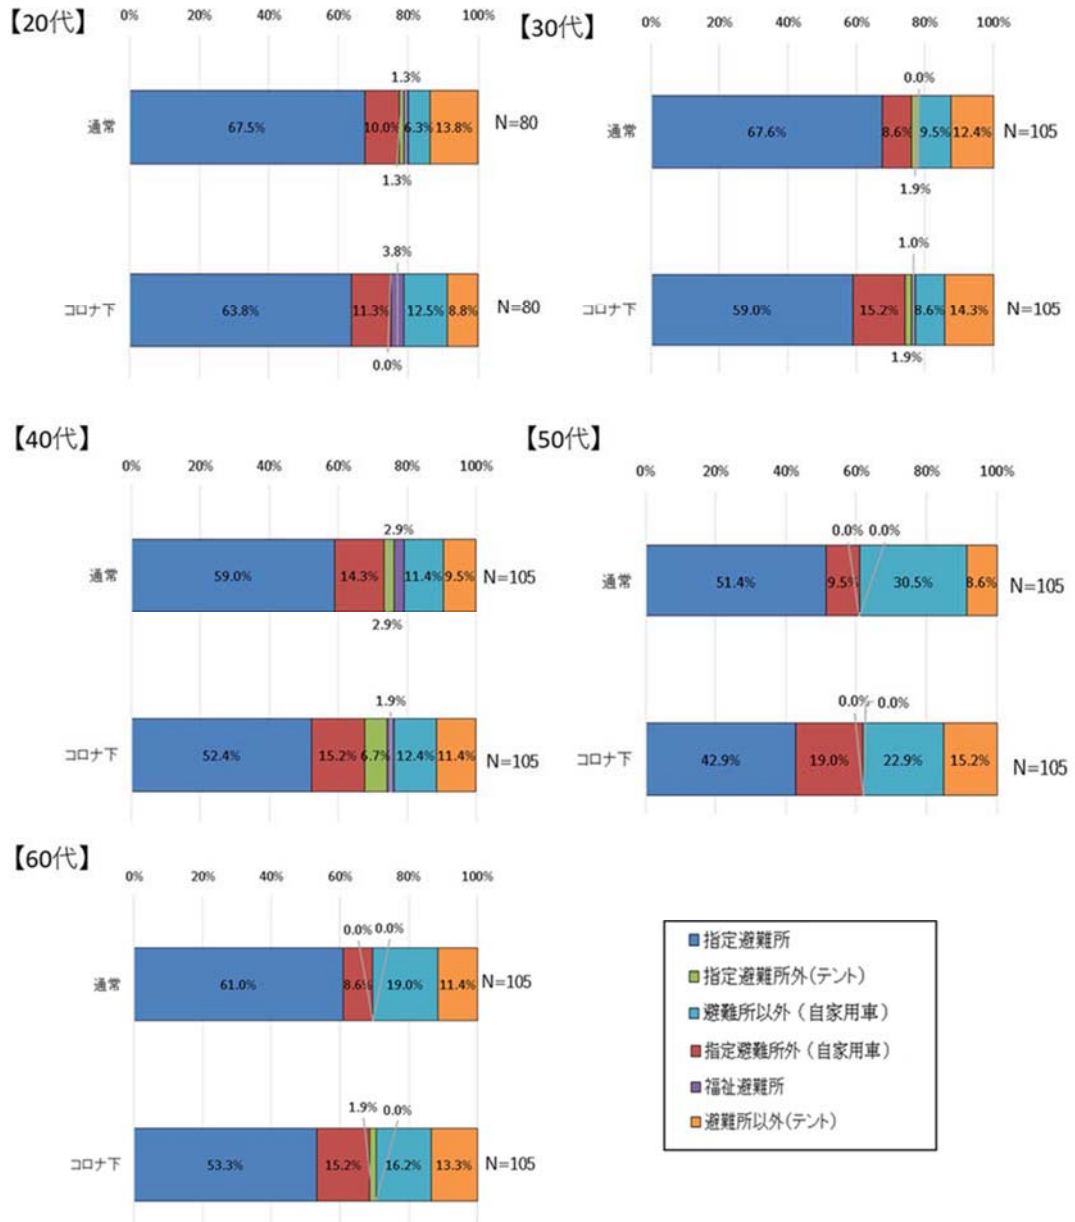 【20代】
0% 20% 40% 60% 80% 100%
1.3%
通常 67.5% 10.0% 6.3% 13.8% N=80
1.3%
3.8%
コロナ下 63.8% 11.3% 12.5% 8.8% N=80
0.0%
【30代】
0% 20% 40% 60% 80% 100%
0.0%
通常 67.6% 8.6% 9.5% 12.4% N=105
1.9%
1.0%
コロナ下 59.0% 15.2% 8.6% 14.3% N=105
1.9%
【40代】
0% 20% 40% 60% 80% 100%
2.9%
通常 59.0% 14.3% 11.4% 9.5% N=105
2.9%
1.9%
コロナ下 52.4% 15.2% 6.7% 12.4% 11.4% N=105
【50代】
0% 20% 40% 60% 80% 100%
0.0% 0.0%
通常 51.4% 9.5% 30.5% 8.6% N=105
0.0% 0.0%
コロナ下 42.9% 19.0% 22.9% 15.2% N=105
【60代】
0% 20% 40% 60% 80% 100%
0.0% 0.0%
通常 61.0% 8.6% 19.0% 11.4% N=105
1.9% 0.0%
コロナ下 53.3% 15.2% 16.2% 13.3% N=105
指定避難所
指定避難所外(テント)
避難所以外（自家用車）
指定避難所外（自家用車）
福祉避難所
避難所以外(テント)